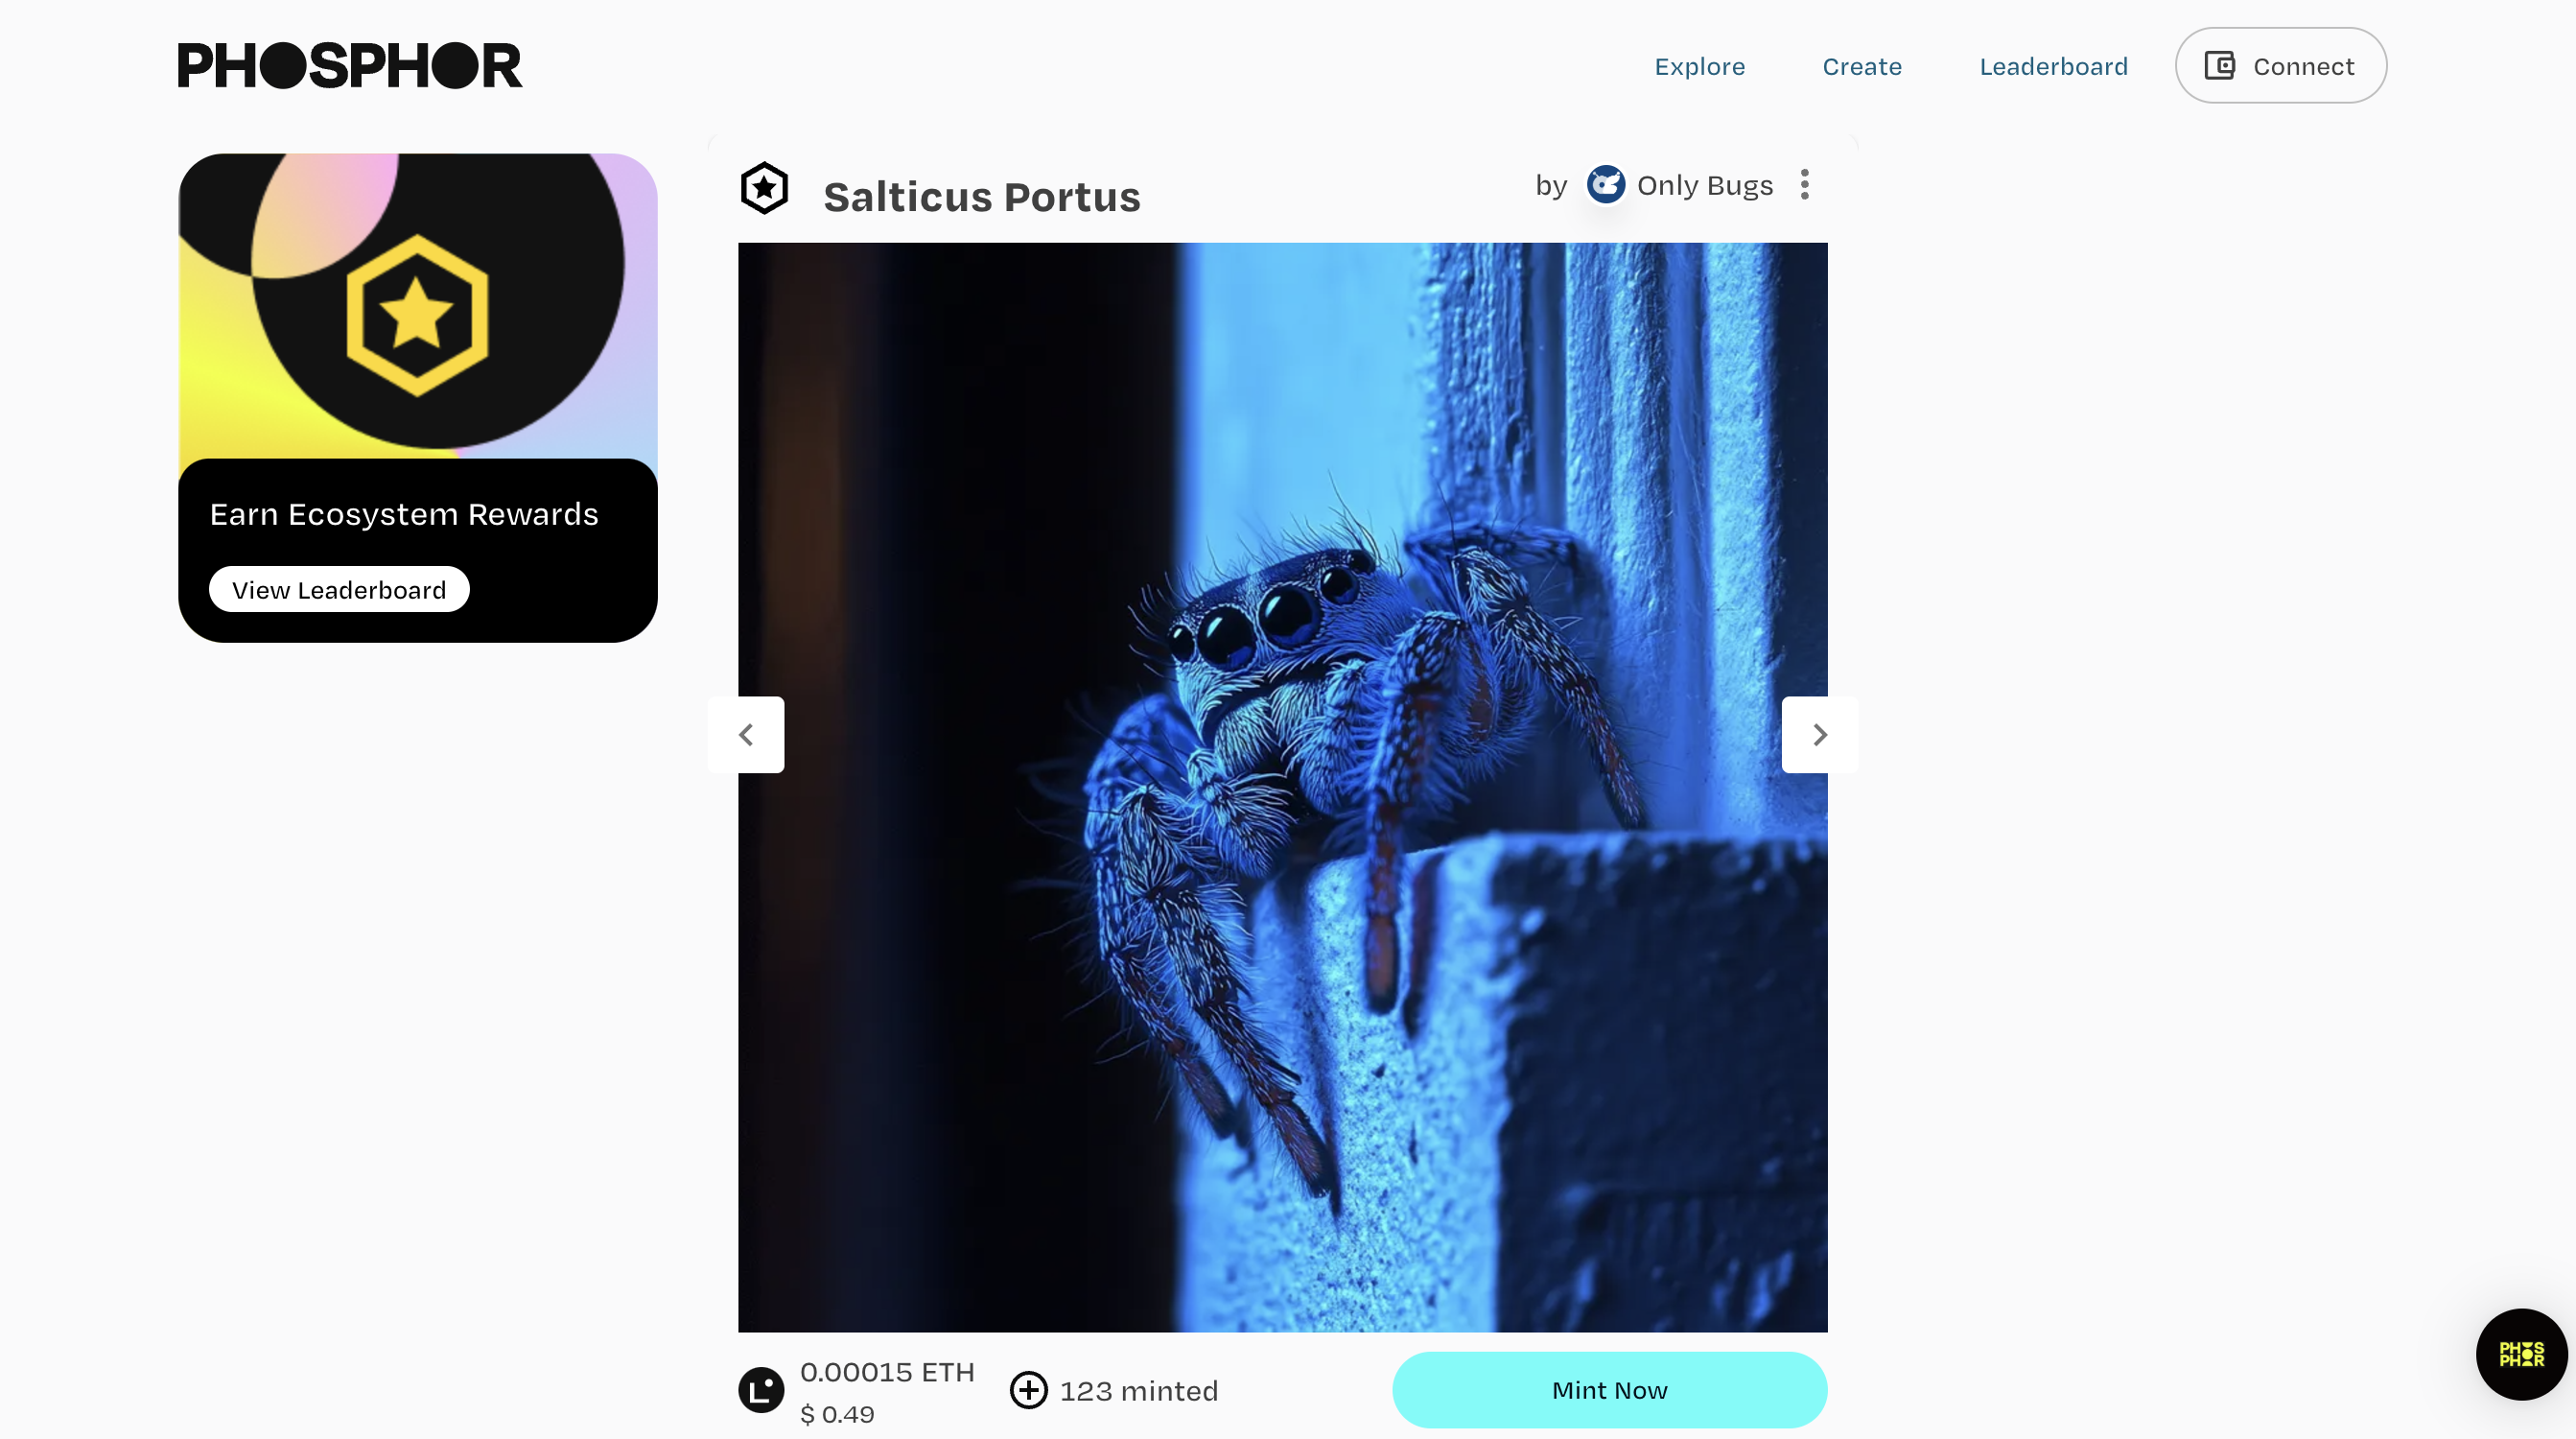 PHOSPHOR
Explore
Create
Leaderboard
Connect
Earn Ecosystem Rewards
View Leaderboard
Salticus Portus
by Only Bugs
0.00015 ETH
$ 0.49
123 minted
Mint Now
PHOS
PHOR